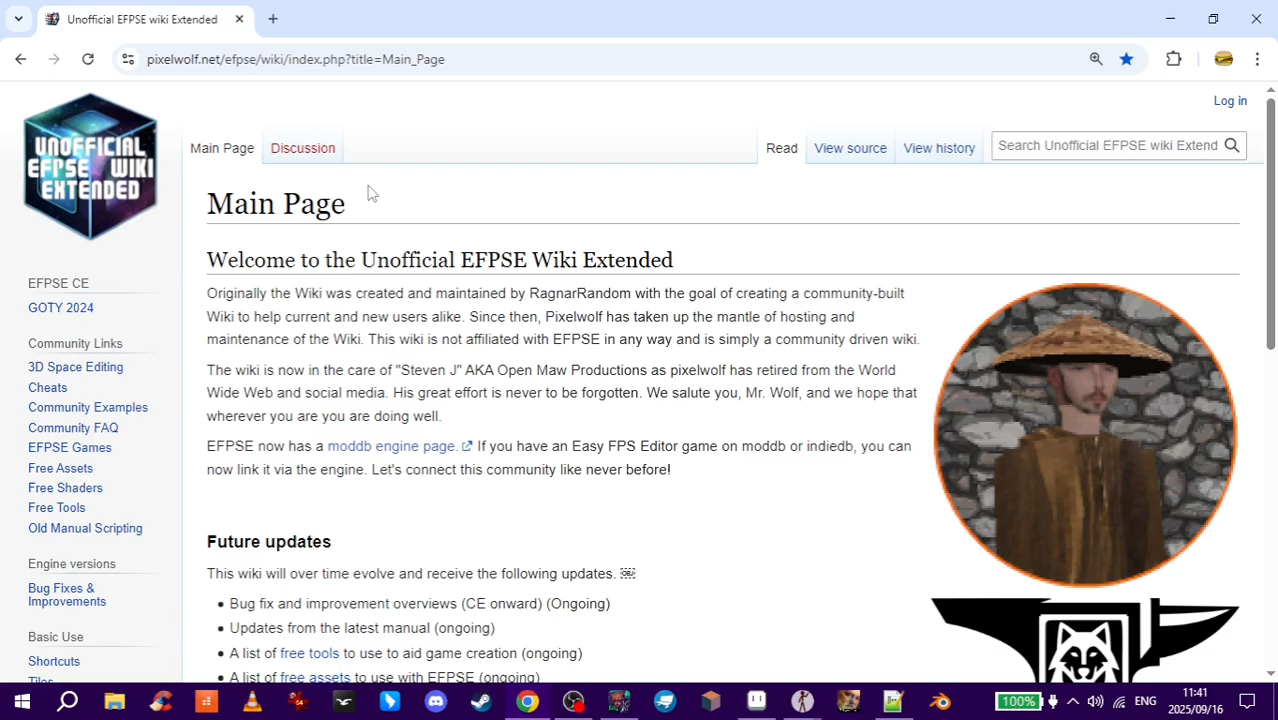 Unofficial EFPSE wiki Extended
pixelwolf.net/efpse/wiki/index.php?title=Main_Page
Log in
UNOFFICIAL
EFPSE WIKI
EXTENDED
Main Page
Discussion
Read
View source
View history
Search Unofficial EFPSE wiki Extend
Main Page
Welcome to the Unofficial EFPSE Wiki Extended
EFPSE CE
GOTY 2024
Community Links
3D Space Editing
Cheats
Community Examples
Community FAQ
EFPSE Games
Free Assets
Free Shaders
Free Tools
Old Manual Scripting
Engine versions
Bug Fixes &
Improvements
Basic Use
Shortcuts
Tiles
Originally the Wiki was created and maintained by RagnarRandom with the goal of creating a community-built
Wiki to help current and new users alike. Since then, Pixelwolf has taken up the mantle of hosting and
maintenance of the Wiki. This wiki is not affiliated with EFPSE in any way and is simply a community driven wiki.
The wiki is now in the care of "Steven J" AKA Open Maw Productions as pixelwolf has retired from the World
Wide Web and social media. His great effort is never to be forgotten. We salute you, Mr. Wolf, and we hope that
wherever you are you are doing well.
EFPSE now has a moddb engine page. If you have an Easy FPS Editor game on moddb or indiedb, you can
now link it via the engine. Let's connect this community like never before!
Future updates
This wiki will over time evolve and receive the following updates. ￼
• Bug fix and improvement overviews (CE onward) (Ongoing)
• Updates from the latest manual (ongoing)
• A list of free tools to use to aid game creation (ongoing)
• A list of free assets to use with EFPSE (ongoing)
100%
ENG
11:41
2025/09/16